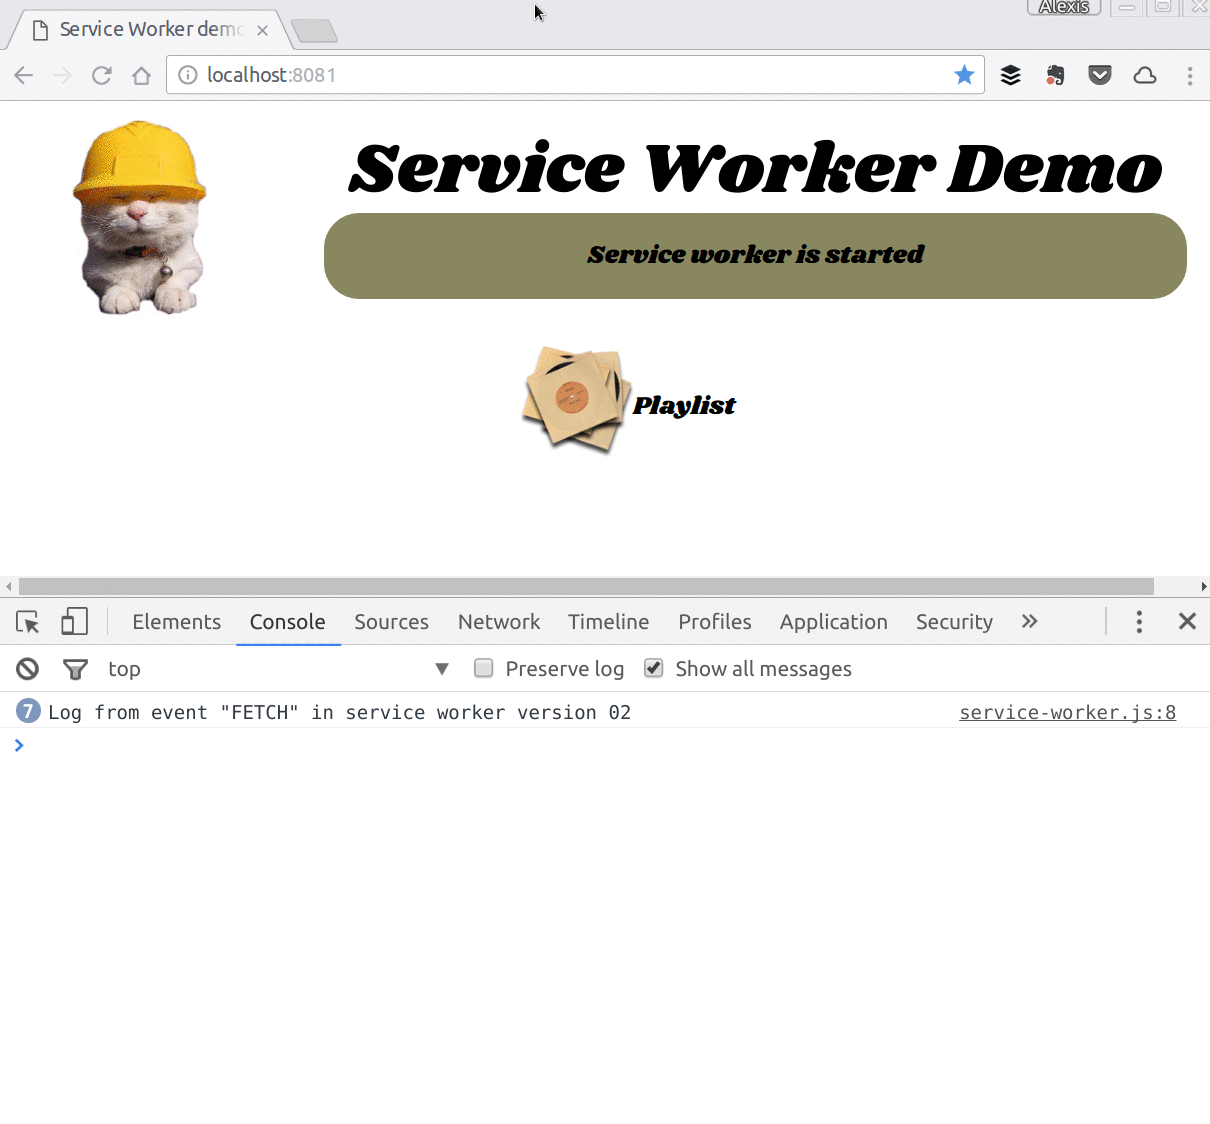 Alexis
Service Worker dem
localhost:8081
Service Worker Demo
Service worker is started
Playlist
Elements Console Sources Network Timeline Profiles Application Security
top Preserve log Show all messages
7 Log from event "FETCH" in service worker version 02 service-worker.js:8